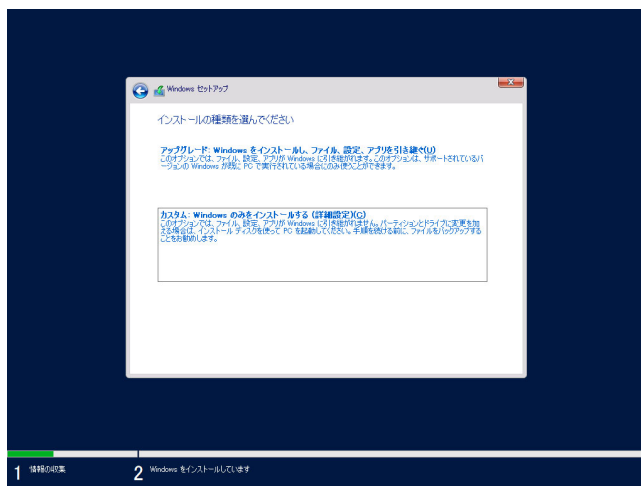 Windows セットアップ
インストールの種類を選んでください
アップグレード: Windows をインストールし、ファイル、設定、アプリを引き継ぐ(U)
このオプションでは、ファイル、設定、アプリが Windows に引き継がれます。このオプションは、サポートされているバ
ージョンの Windows が既に PC で実行されている場合にのみ使うことができます。
カスタム: Windows のみをインストールする (詳細設定)(C)
このオプションでは、ファイル、設定、アプリが Windows に引き継がれません。パーティションとドライブに変更を加
える場合は、インストール ディスクを使って PC を起動してください。手順を続ける前に、ファイルをバックアップする
ことをお勧めします。
1 情報の収集
2 Windows をインストールしています